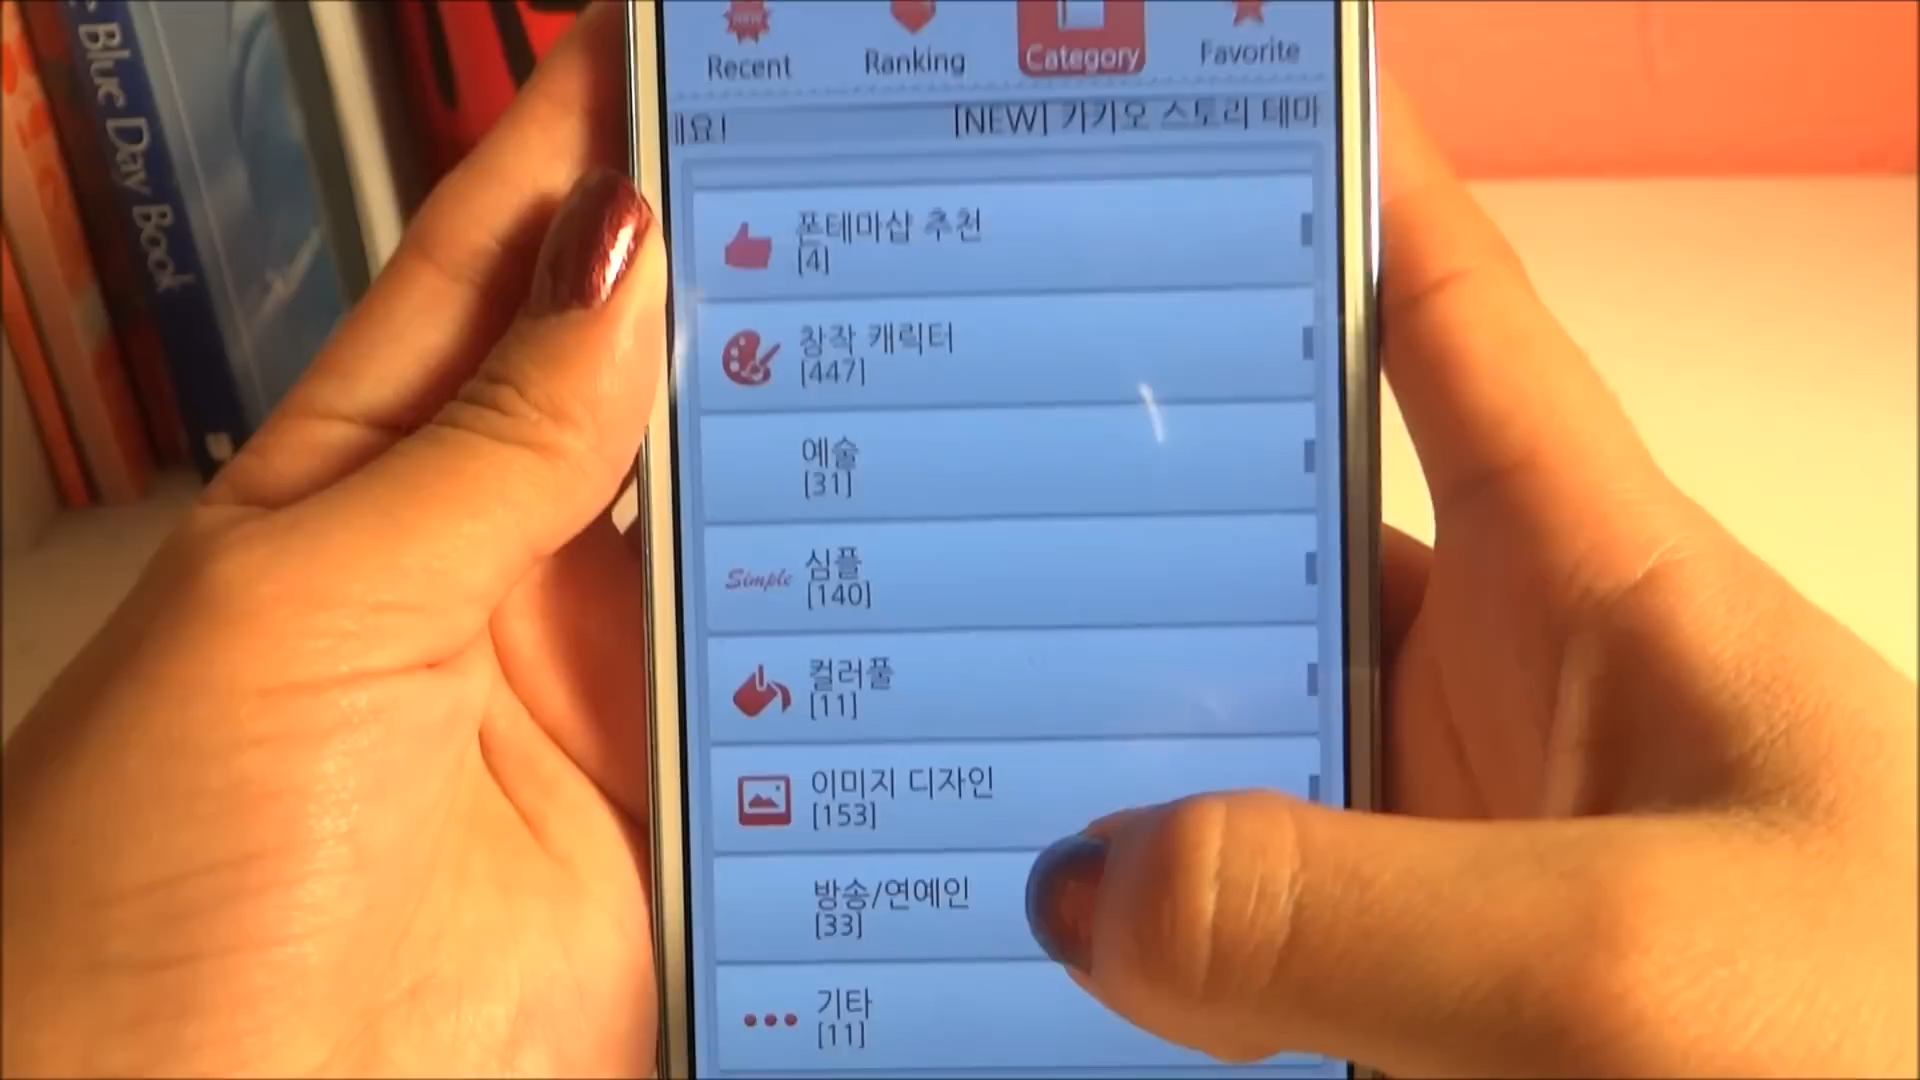 Blue Day Book
NEW
Recent
Ranking
Category
Favorite
[NEW] 카카오 스토리 테마
폰테마샵 추천
[4]
창작 캐릭터
[447]
예술
[31]
Simple
심플
[140]
컬러풀
[11]
이미지 디자인
[153]
방송/연예인
[33]
기타
[11]